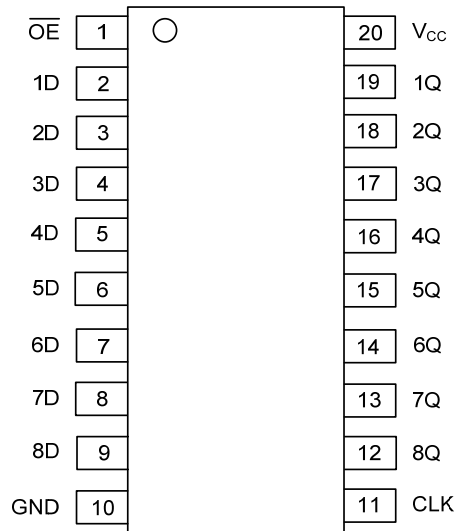 O̅E̅ 1 20 VCC
1D 2 19 1Q
2D 3 18 2Q
3D 4 17 3Q
4D 5 16 4Q
5D 6 15 5Q
6D 7 14 6Q
7D 8 13 7Q
8D 9 12 8Q
GND 10 11 CLK